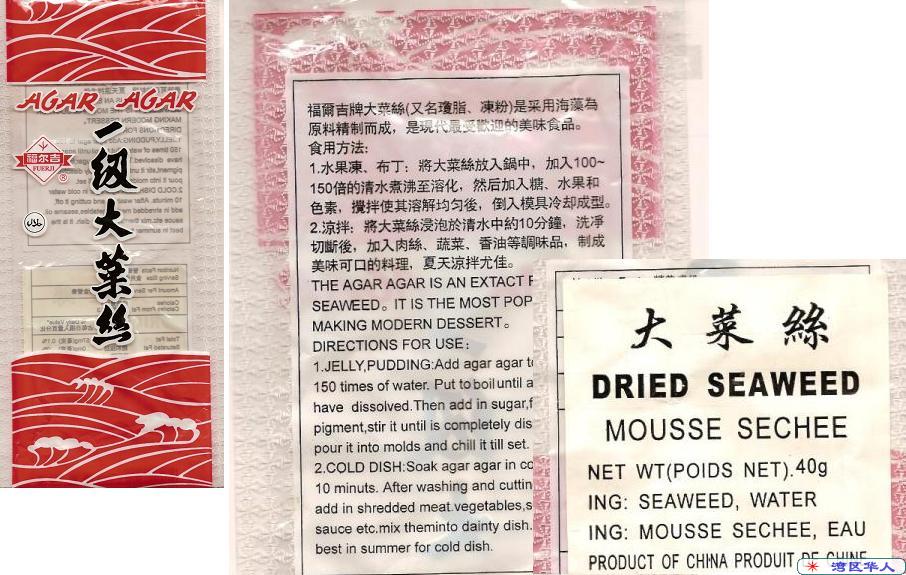 AGAR - AGAR
一级大菜丝
福尔吉
FUERJI
®
福爾吉牌大菜絲(又名瓊脂、凍粉)是采用海藻為
原料精制而成，是現代最受歡迎的美味食品。
食用方法：
1.水果凍、布丁：將大菜絲放入鍋中，加入100~
150倍的清水煮沸至溶化，然后加入糖、水果和
色素，攪拌使其溶解均勻後，倒入模具冷却成型。
2.涼拌：將大菜絲浸泡於清水中約10分鐘，洗凈
切斷後，加入肉絲、蔬菜、香油等調味品，制成
美味可口的料理，夏天涼拌尤佳。
THE AGAR AGAR IS AN EXTACT F
SEAWEED。IT IS THE MOST POP
MAKING MODERN DESSERT。
DIRECTIONS FOR USE：
1.JELLY,PUDDING:Add agar agar to
150 times of water. Put to boil until a
have dissolved.Then add in sugar,f
pigment,stir it until is completely dis
pour it into molds and chill it till set.
2.COLD DISH:Soak agar agar in co
10 minuts. After washing and cuttin
add in shredded meat.vegetables,s
sauce etc.mix theminto dainty dish.
best in summer for cold dish.
大菜絲
DRIED SEAWEED
MOUSSE SECHEE
NET WT(POIDS NET).40g
ING: SEAWEED, WATER
ING: MOUSSE SECHEE, EAU
PRODUCT OF CHINA PRODUIT DE CHINE
湾区华人